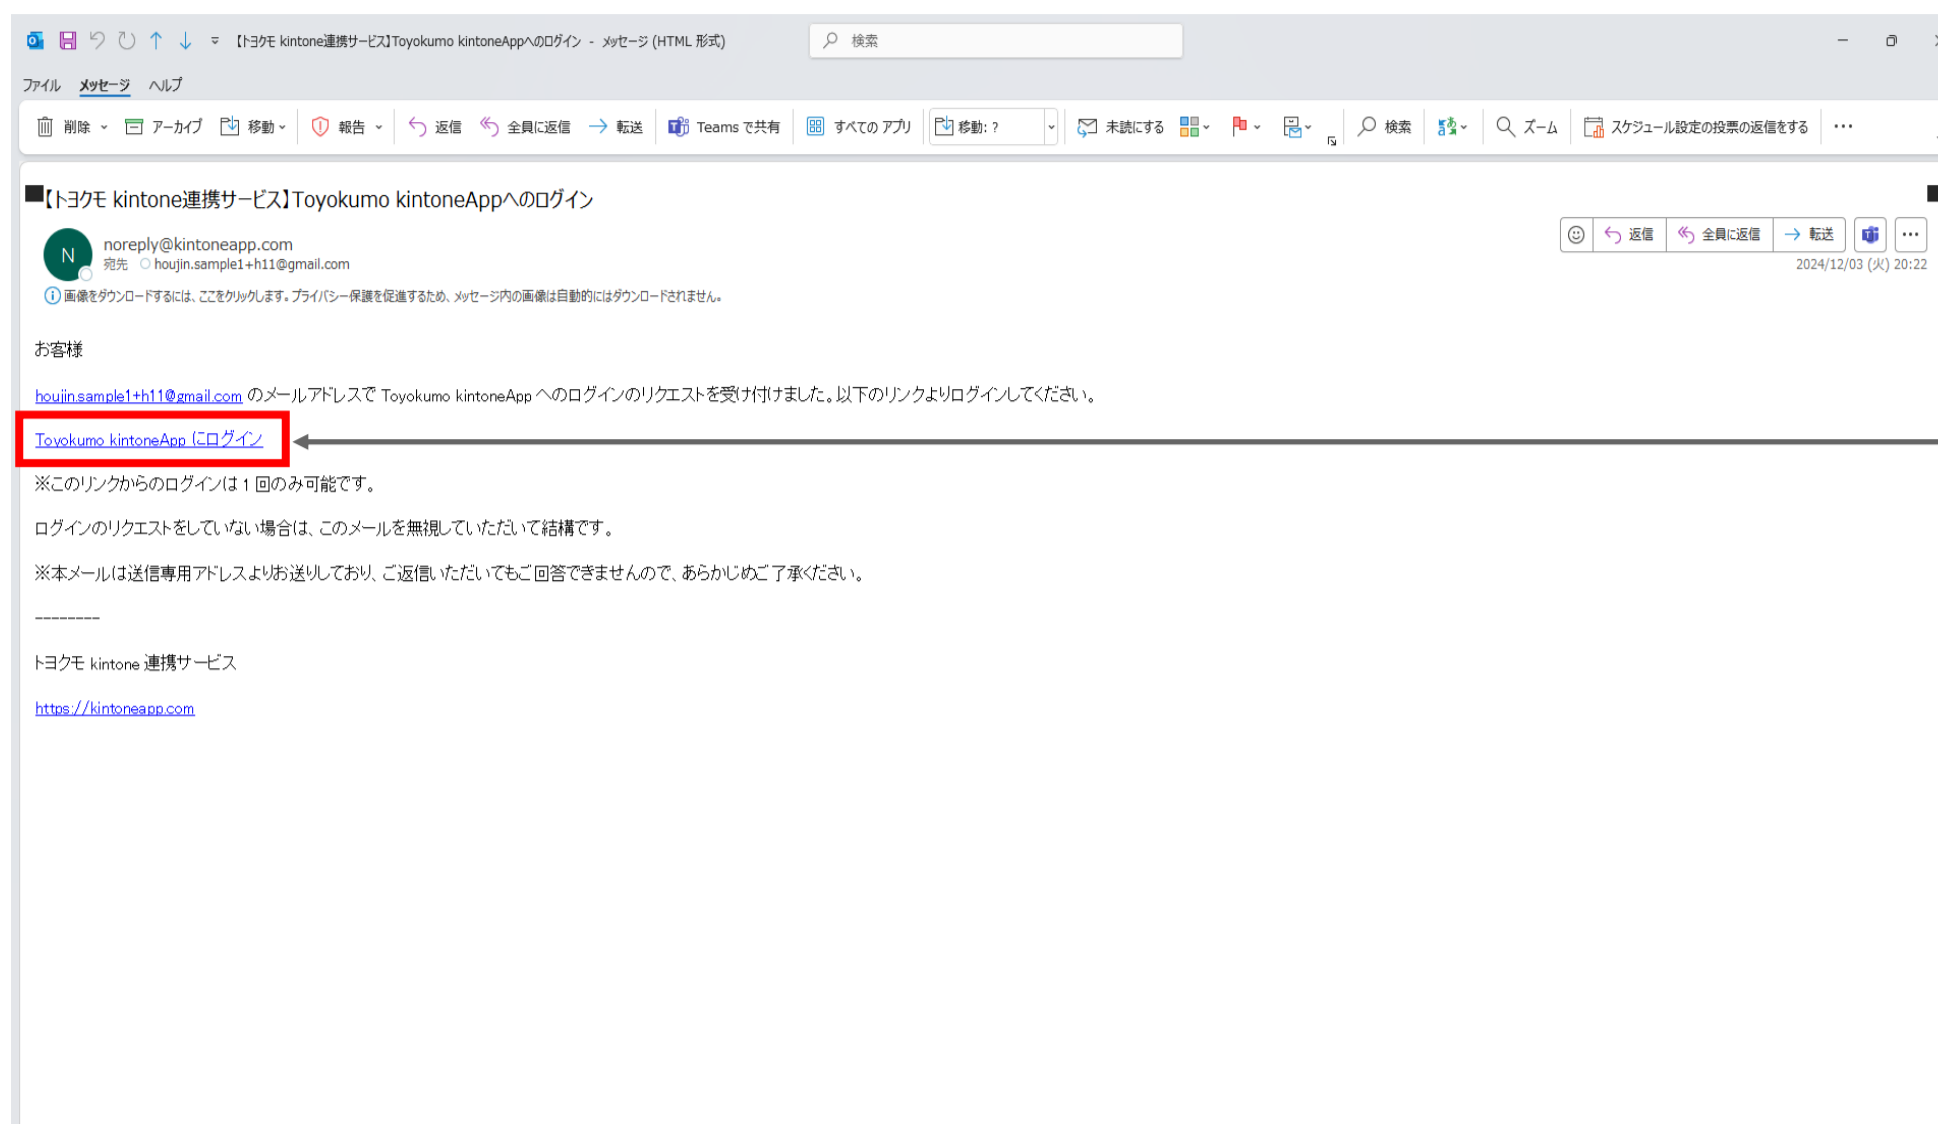 【トヨクモ kintone連携サービス】Toyokumo kintoneAppへのログイン - メッセージ (HTML 形式)
検索
ファイル メッセージ ヘルプ
削除 アーカイブ 移動 報告 返信 全員に返信 転送 Teams で共有 すべての アプリ 移動: ? 未読にする 検索 ズーム スケジュール設定の投票の返信をする
【トヨクモ kintone連携サービス】Toyokumo kintoneAppへのログイン
N
noreply@kintoneapp.com
宛先 houjin.sample1+h11@gmail.com
返信 全員に返信 転送
2024/12/03 (火) 20:22
画像をダウンロードするには、ここをクリックします。プライバシー保護を促進するため、メッセージ内の画像は自動的にはダウンロードされません。
お客様
houjin.sample1+h11@gmail.com のメールアドレスで Toyokumo kintoneApp へのログインのリクエストを受け付けました。以下のリンクよりログインしてください。
Toyokumo kintoneApp にログイン
※このリンクからのログインは 1 回のみ可能です。
ログインのリクエストをしていない場合は、このメールを無視していただいて結構です。
※本メールは送信専用アドレスよりお送りしており、ご返信いただいてもご回答できませんので、あらかじめご了承ください。
--------
トヨクモ kintone 連携サービス
https://kintoneapp.com